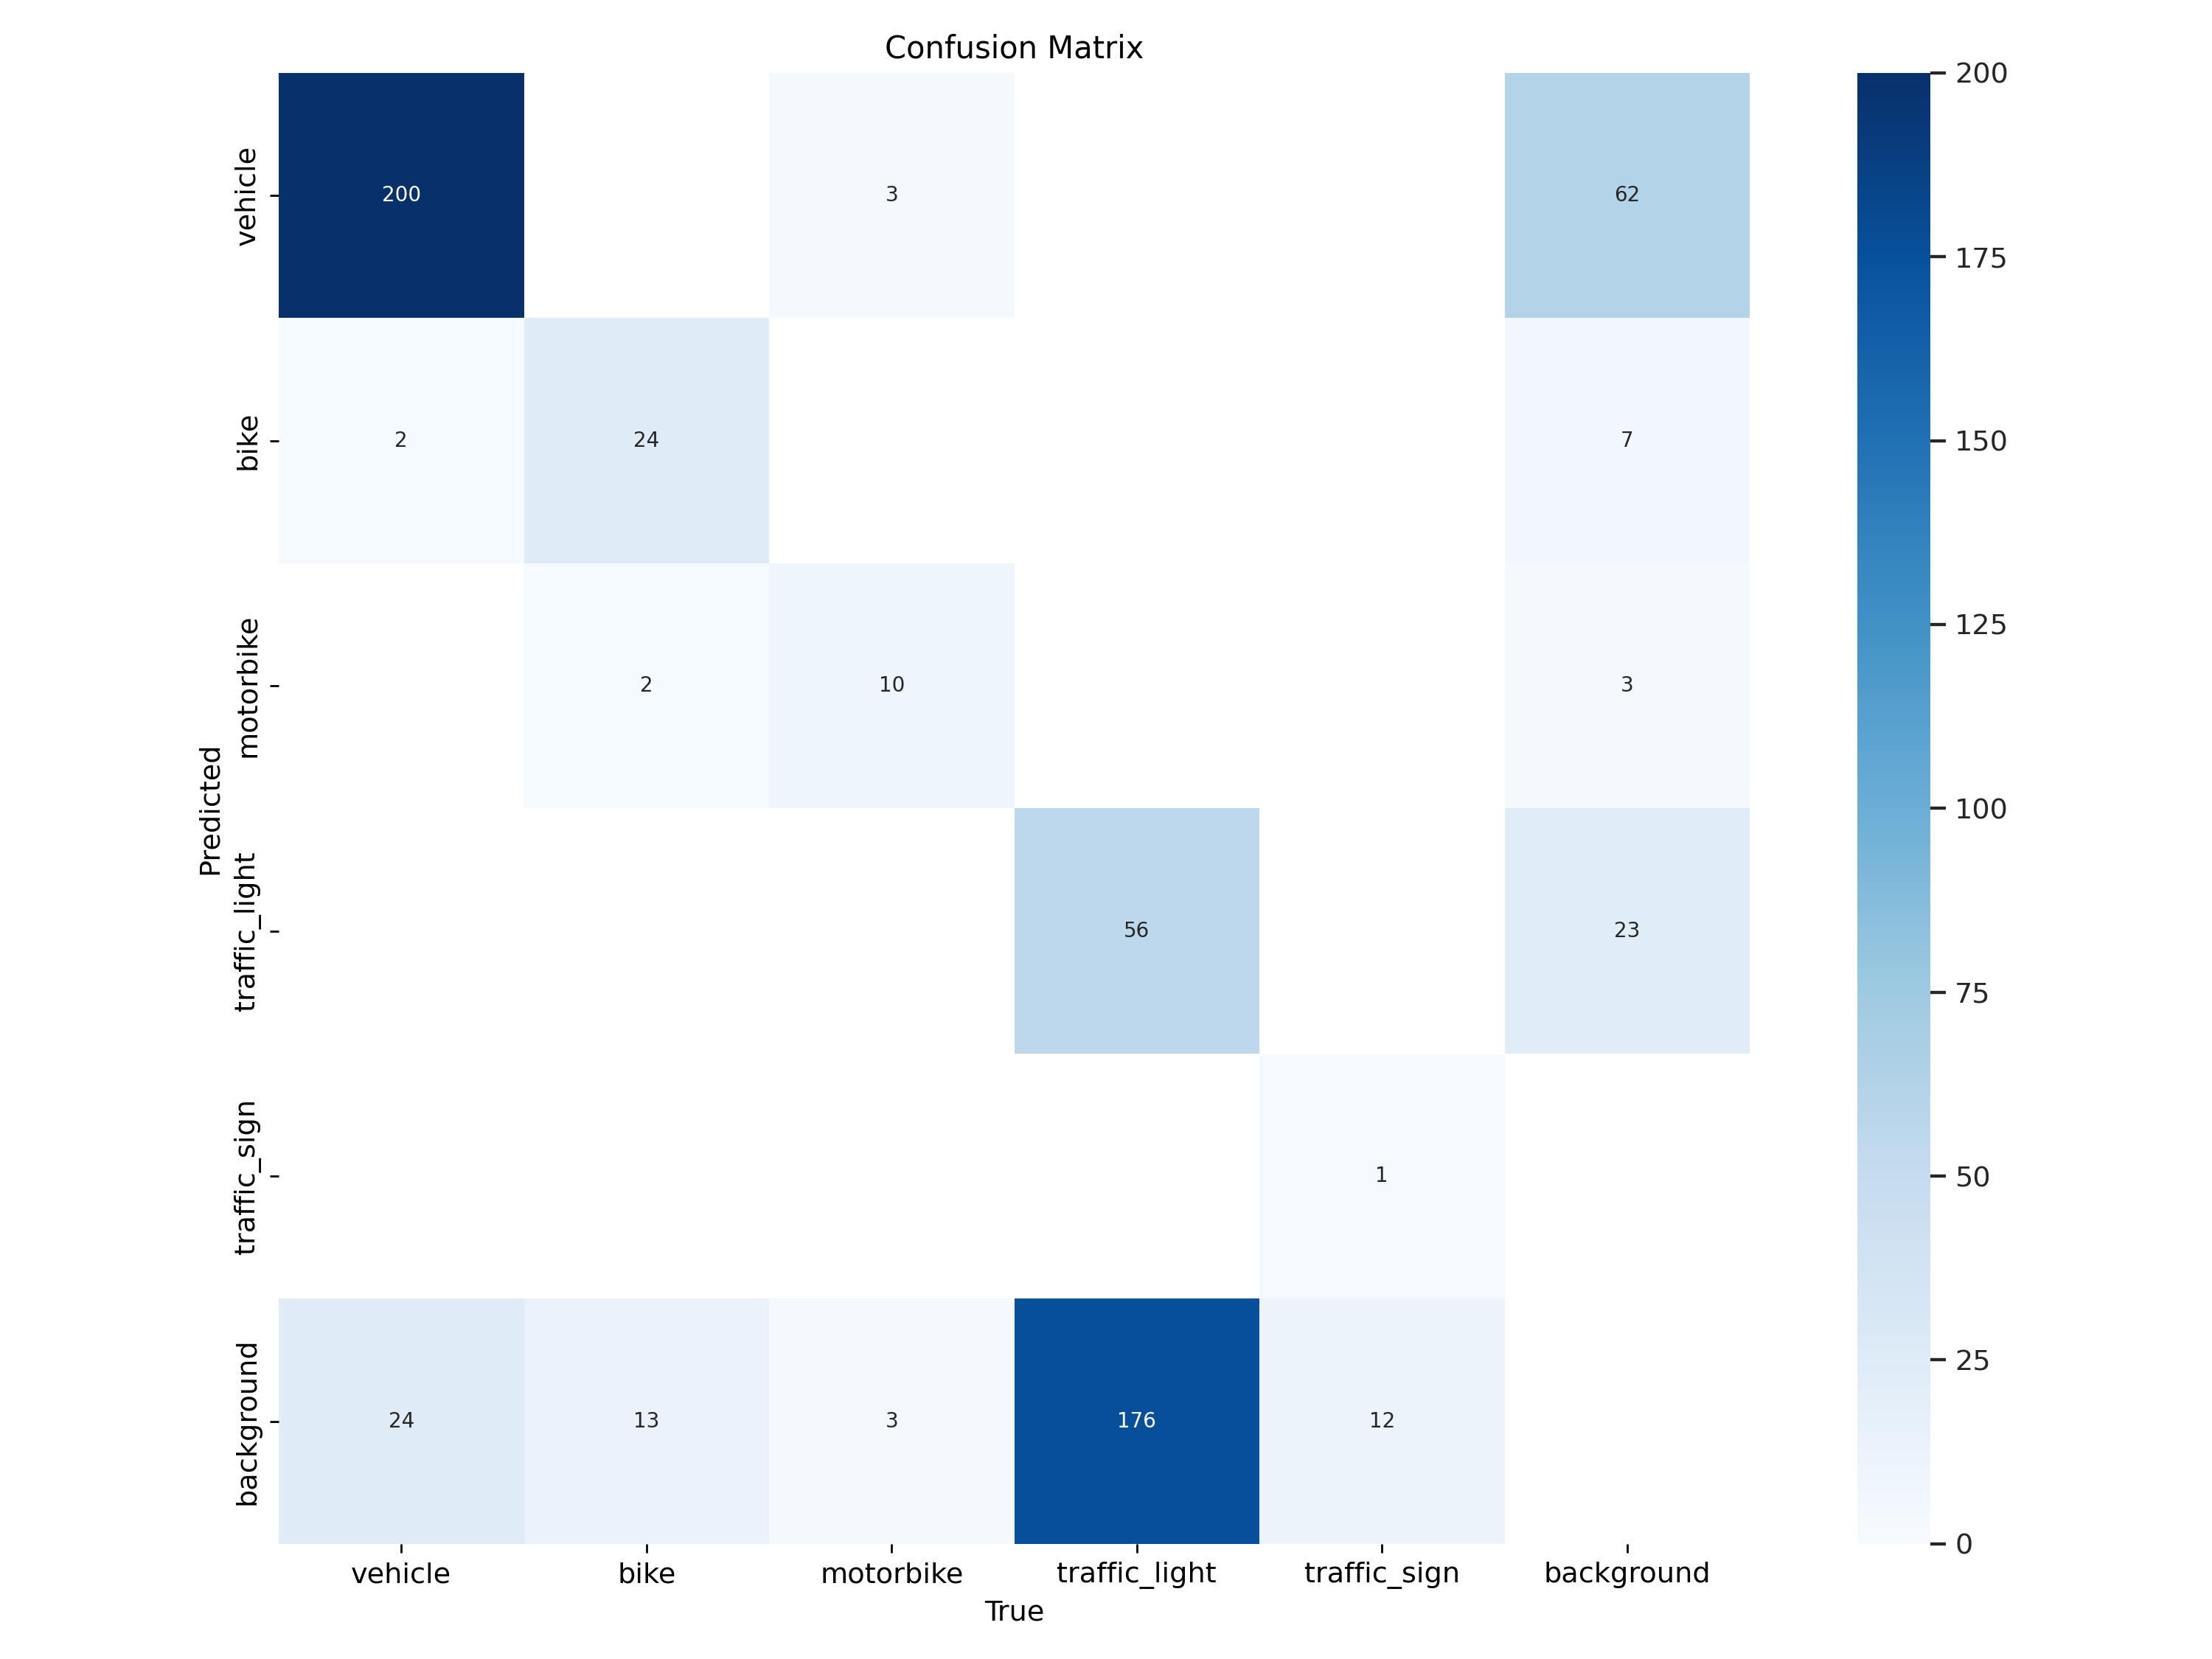 Confusion Matrix
vehicle
200
3
62
bike
2
24
7
motorbike
2
10
3
Predicted
traffic_light
56
23
traffic_sign
1
background
24
13
3
176
12
vehicle
bike
motorbike
traffic_light
traffic_sign
background
True
200
175
150
125
100
75
50
25
0